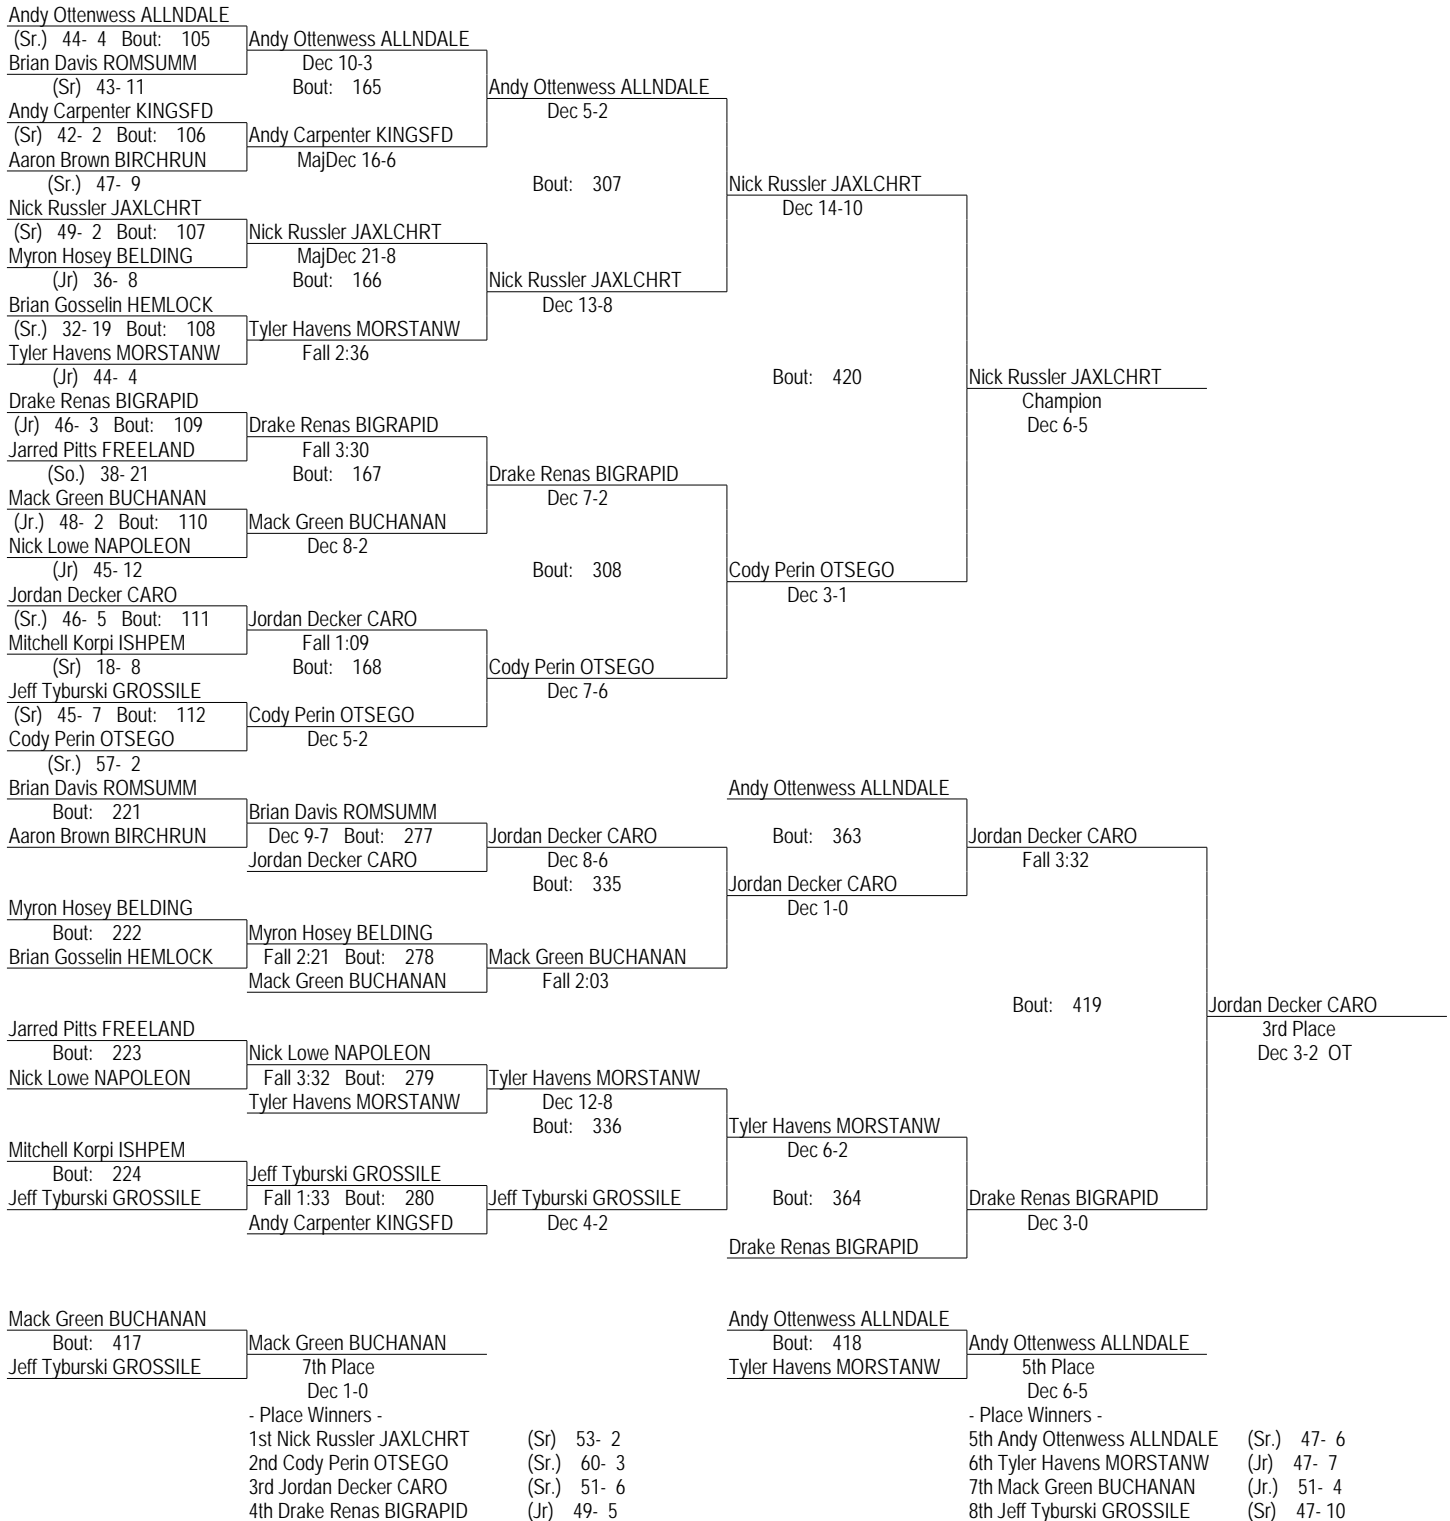 Andy Ottenwess ALLNDALE
(Sr.) 44- 4 Bout: 105 Andy Ottenwess ALLNDALE
Brian Davis ROMSUMM Dec 10-3
(Sr) 43- 11 Bout: 165 Andy Ottenwess ALLNDALE
Andy Carpenter KINGSFD Dec 5-2
(Sr) 42- 2 Bout: 106 Andy Carpenter KINGSFD
Aaron Brown BIRCHRUN MajDec 16-6
(Sr.) 47- 9 Bout: 307 Nick Russler JAXLCHRT
Nick Russler JAXLCHRT Dec 14-10
(Sr) 49- 2 Bout: 107 Nick Russler JAXLCHRT
Myron Hosey BELDING MajDec 21-8
(Jr) 36- 8 Bout: 166 Nick Russler JAXLCHRT
Brian Gosselin HEMLOCK Dec 13-8
(Sr.) 32- 19 Bout: 108 Tyler Havens MORSTANW
Tyler Havens MORSTANW Fall 2:36
(Jr) 44- 4 Bout: 420 Nick Russler JAXLCHRT
Drake Renas BIGRAPID Champion
(Jr) 46- 3 Bout: 109 Drake Renas BIGRAPID Dec 6-5
Jarred Pitts FREELAND Fall 3:30
(So.) 38- 21 Bout: 167 Drake Renas BIGRAPID
Mack Green BUCHANAN Dec 7-2
(Jr.) 48- 2 Bout: 110 Mack Green BUCHANAN
Nick Lowe NAPOLEON Dec 8-2
(Jr) 45- 12 Bout: 308 Cody Perin OTSEGO
Jordan Decker CARO Dec 3-1
(Sr.) 46- 5 Bout: 111 Jordan Decker CARO
Mitchell Korpi ISHPEM Fall 1:09
(Sr) 18- 8 Bout: 168 Cody Perin OTSEGO
Jeff Tyburski GROSSILE Dec 7-6
(Sr) 45- 7 Bout: 112 Cody Perin OTSEGO
Cody Perin OTSEGO Dec 5-2
(Sr.) 57- 2
Brian Davis ROMSUMM Andy Ottenwess ALLNDALE
Bout: 221 Brian Davis ROMSUMM
Aaron Brown BIRCHRUN Dec 9-7 Bout: 277 Jordan Decker CARO Bout: 363 Jordan Decker CARO
Jordan Decker CARO Dec 8-6 Fall 3:32
Bout: 335 Jordan Decker CARO
Myron Hosey BELDING Dec 1-0
Bout: 222 Myron Hosey BELDING
Brian Gosselin HEMLOCK Fall 2:21 Bout: 278 Mack Green BUCHANAN
Mack Green BUCHANAN Fall 2:03
Bout: 419 Jordan Decker CARO
Jarred Pitts FREELAND 3rd Place
Bout: 223 Nick Lowe NAPOLEON Dec 3-2 OT
Nick Lowe NAPOLEON Fall 3:32 Bout: 279 Tyler Havens MORSTANW
Tyler Havens MORSTANW Dec 12-8
Bout: 336 Tyler Havens MORSTANW
Mitchell Korpi ISHPEM Dec 6-2
Bout: 224 Jeff Tyburski GROSSILE
Jeff Tyburski GROSSILE Fall 1:33 Bout: 280 Jeff Tyburski GROSSILE Bout: 364 Drake Renas BIGRAPID
Andy Carpenter KINGSFD Dec 4-2 Dec 3-0
Drake Renas BIGRAPID
Mack Green BUCHANAN Andy Ottenwess ALLNDALE
Bout: 417 Mack Green BUCHANAN Bout: 418 Andy Ottenwess ALLNDALE
Jeff Tyburski GROSSILE 7th Place Tyler Havens MORSTANW 5th Place
Dec 1-0 Dec 6-5
- Place Winners - - Place Winners -
1st Nick Russler JAXLCHRT (Sr) 53- 2 5th Andy Ottenwess ALLNDALE (Sr.) 47- 6
2nd Cody Perin OTSEGO (Sr.) 60- 3 6th Tyler Havens MORSTANW (Jr) 47- 7
3rd Jordan Decker CARO (Sr.) 51- 6 7th Mack Green BUCHANAN (Jr.) 51- 4
4th Drake Renas BIGRAPID (Jr) 49- 5 8th Jeff Tyburski GROSSILE (Sr) 47- 10